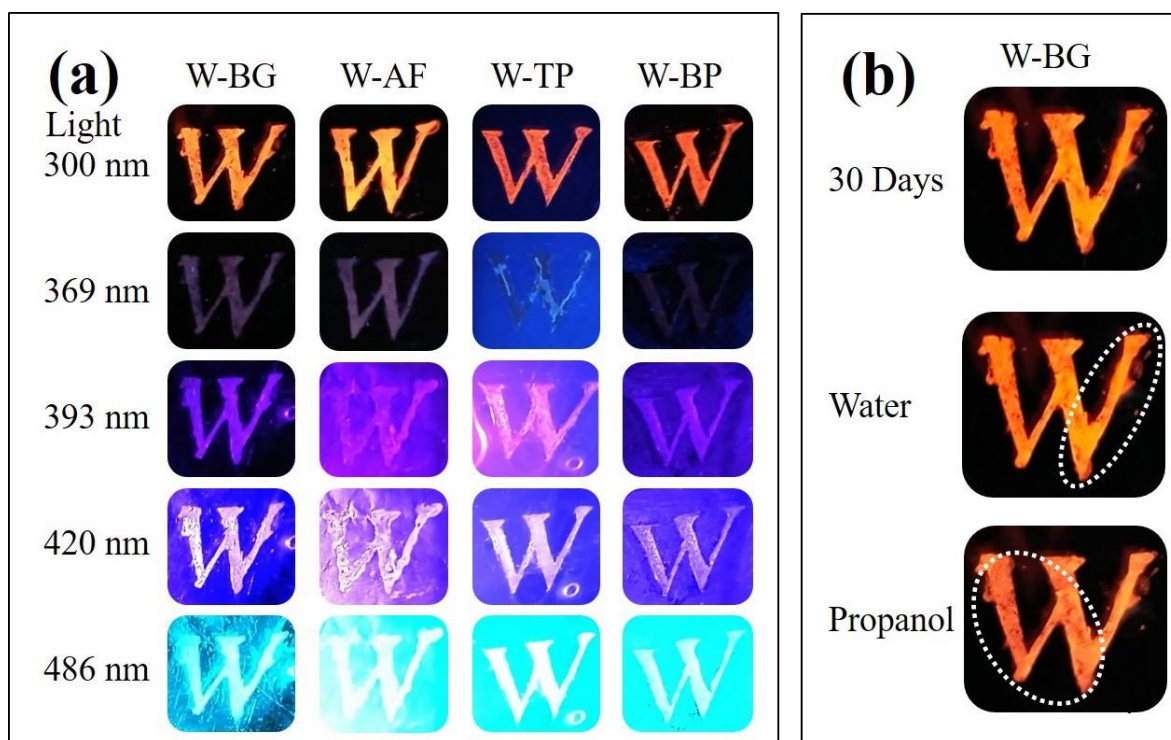 (a)
W-BG W-AF W-TP W-BP
Light
300 nm
W W W W
369 nm
W W W W
393 nm
W W W W
420 nm
W W W W
486 nm
W W W W
(b)
W-BG
30 Days
W
Water
W
Propanol
W